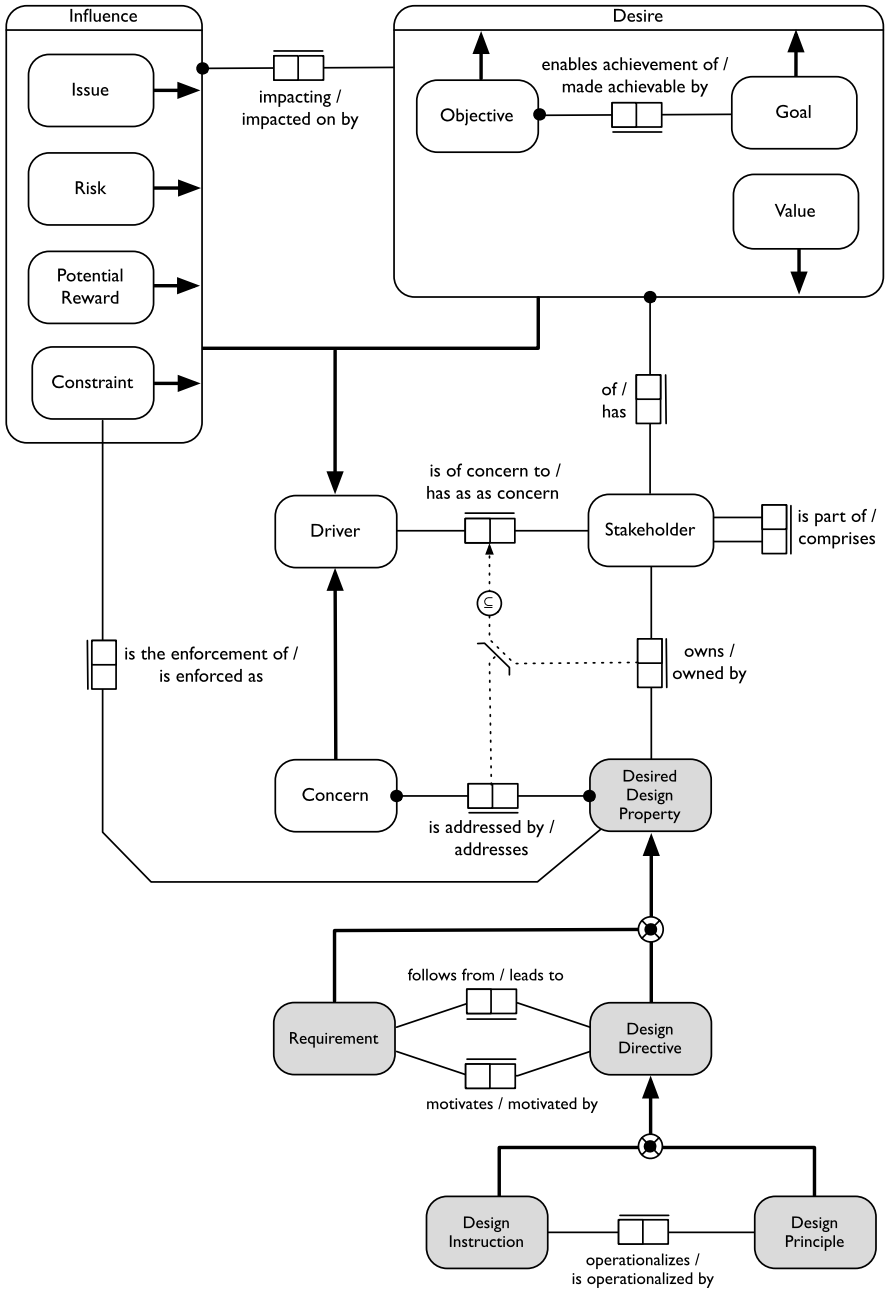 Influence
Desire
Issue
Risk
Potential
Reward
Constraint
impacting /
impacted on by
Objective
enables achievement of /
made achievable by
Goal
Value
of /
has
is of concern to /
has as as concern
Driver
Stakeholder
is part of /
comprises
is the enforcement of /
is enforced as
⊆
owns /
owned by
Concern
is addressed by /
addresses
Desired
Design
Property
follows from / leads to
Requirement
Design
Directive
motivates / motivated by
Design
Instruction
Design
Principle
operationalizes /
is operationalized by